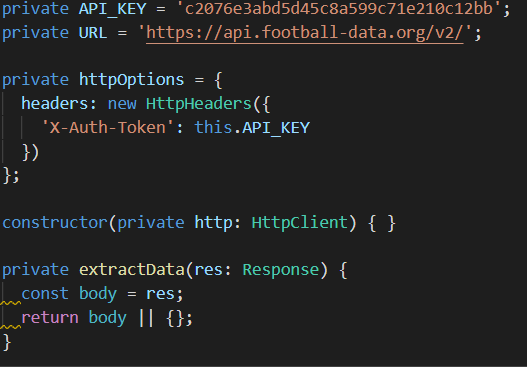 private API_KEY = 'c2076e3abd5d45c8a599c71e210c12bb';
private URL = 'https://api.football-data.org/v2/';
private httpOptions = {
headers: new HttpHeaders({
'X-Auth-Token': this.API_KEY
})
};
constructor(private http: HttpClient) { }
private extractData(res: Response) {
const body = res;
return body || {};
}